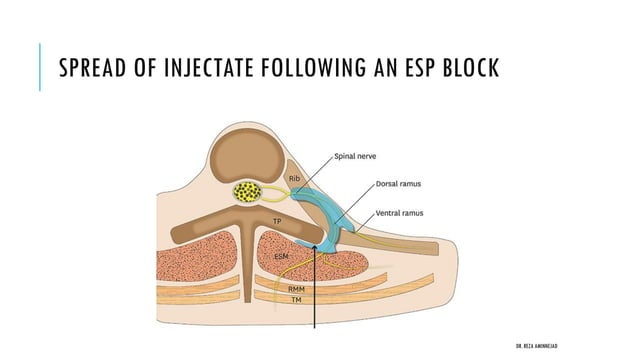 SPREAD OF INJECTATE FOLLOWING AN ESP BLOCK
Spinal nerve
Rib
Dorsal ramus
Ventral ramus
TP
ESM
RMM
TM
DR. REZA AMINNEJAD